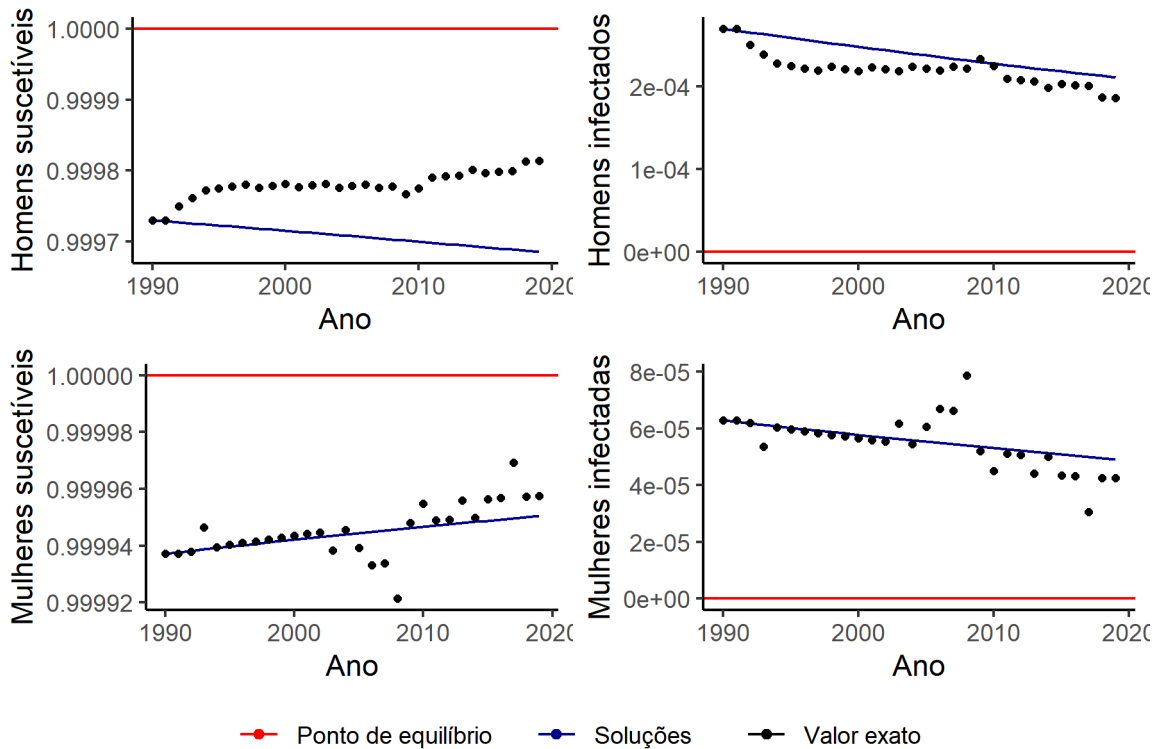 Homens suscetíveis
1.0000
0.9999
0.9998
0.9997
1990 2000 2010 2020
Ano
Homens infectados
2e-04
1e-04
0e+00
1990 2000 2010 2020
Ano
Mulheres suscetíveis
1.00000
0.99998
0.99996
0.99994
0.99992
1990 2000 2010 2020
Ano
Mulheres infectadas
8e-05
6e-05
4e-05
2e-05
0e+00
1990 2000 2010 2020
Ano
Ponto de equilíbrio Soluções Valor exato